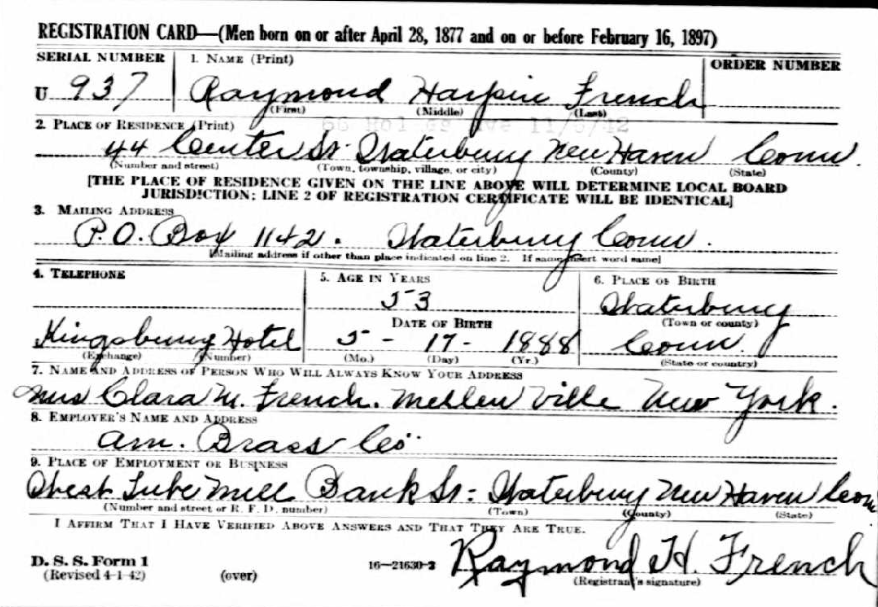 REGISTRATION CARD—(Men born on or after April 28, 1877 and on or before February 16, 1897)
SERIAL NUMBER 1. NAME (Print) ORDER NUMBER
U 937 Raymond Harpin French
(First) (Middle) (Last)
66 Ave 11/6/42
2. PLACE OF RESIDENCE (Print)
44 Center St. Waterbury New Haven Conn.
(Number and street) (Town, township, village, or city) (County) (State)
[THE PLACE OF RESIDENCE GIVEN ON THE LINE ABOVE WILL DETERMINE LOCAL BOARD
JURISDICTION; LINE 2 OF REGISTRATION CERTIFICATE WILL BE IDENTICAL]
3. MAILING ADDRESS
P.O. Box 1142. Waterbury Conn.
[Mailing address if other than place indicated on line 2. If same, insert word same]
4. TELEPHONE 5. AGE IN YEARS 6. PLACE OF BIRTH
53 Waterbury
DATE OF BIRTH (Town or county)
Kingsbury Hotel 5 - 17 - 1888 Conn
(Exchange) (Number) (Mo.) (Day) (Yr.) (State or country)
7. NAME AND ADDRESS OF PERSON WHO WILL ALWAYS KNOW YOUR ADDRESS
Mrs Clara M. French. Mellen Ville New York.
8. EMPLOYER'S NAME AND ADDRESS
Am. Brass Co.
9. PLACE OF EMPLOYMENT OR BUSINESS
West Tube Mill Bank St - Waterbury New Haven Conn
(Number and street or R. F. D. number) (Town) (County) (State)
I AFFIRM THAT I HAVE VERIFIED ABOVE ANSWERS AND THAT THEY ARE TRUE.
D. S. S. Form 1
(Revised 4-1-42) (over) 16—21630-2 Raymond H. French
(Registrant's signature)